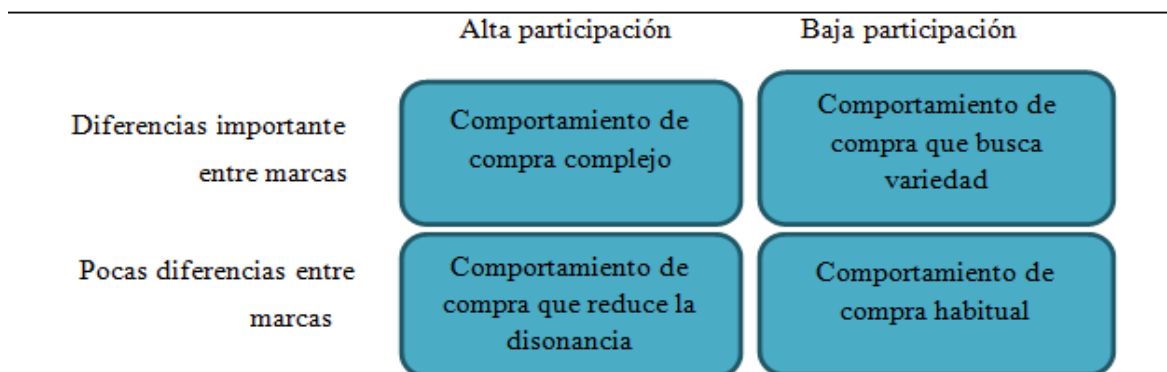 Alta participación
Baja participación
Diferencias importante
entre marcas
Comportamiento de
compra complejo
Comportamiento de
compra que busca
variedad
Pocas diferencias entre
marcas
Comportamiento de
compra que reduce la
disonancia
Comportamiento de
compra habitual